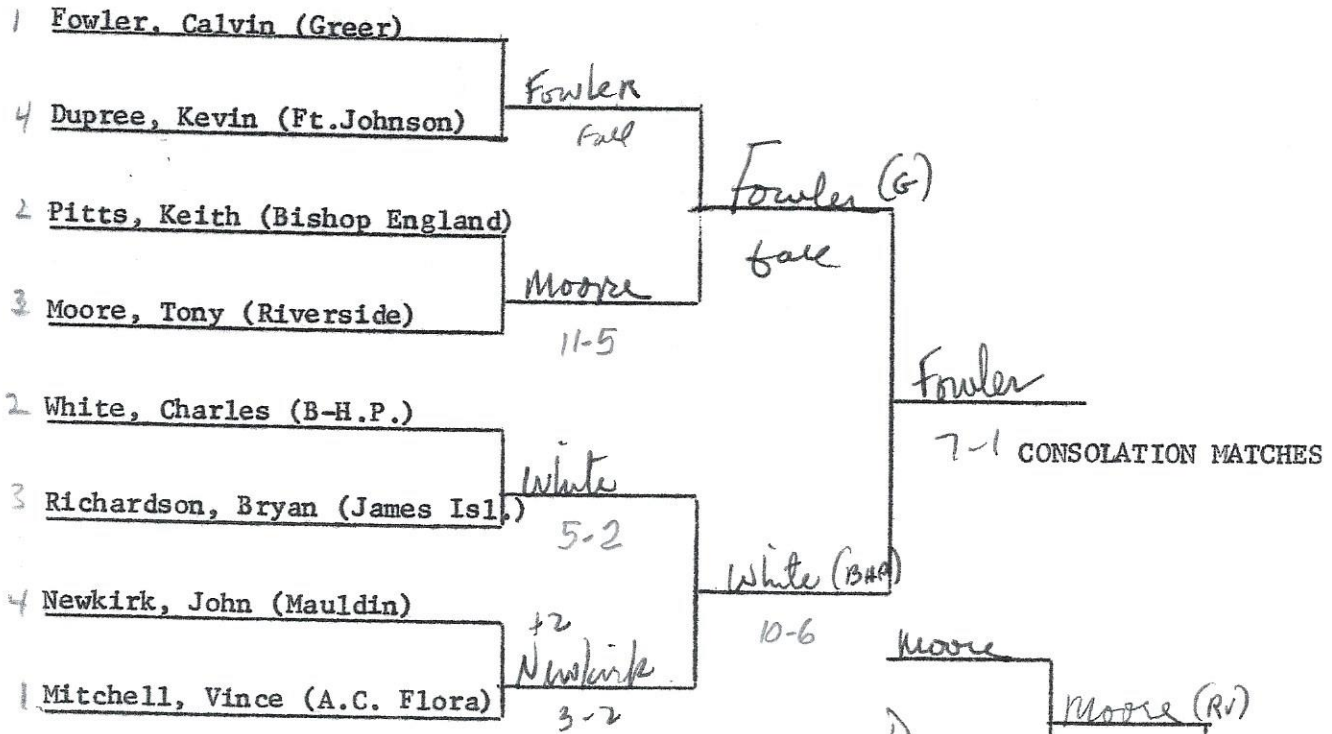 1 Fowler, Calvin (Greer)
Fowler
Fall
4 Dupree, Kevin (Ft.Johnson)
Fowler (G)
fall
2 Pitts, Keith (Bishop England)
Moore
11-5
3 Moore, Tony (Riverside)
Fowler
7-1 CONSOLATION MATCHES
2 White, Charles (B-H.P.)
White
5-2
3 Richardson, Bryan (James Isl.)
White (BHP)
10-6
4 Newkirk, John (Mauldin)
+2
Newkirk
3-2
1 Mitchell, Vince (A.C. Flora)
Moore
Moore (RV)